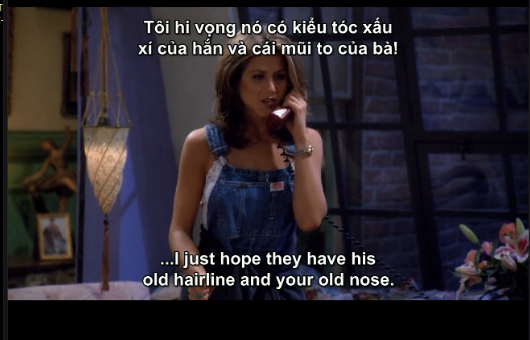 Tôi hi vọng nó có kiểu tóc xấu
xí của hắn và cái mũi to của bà!
...I just hope they have his
old hairline and your old nose.